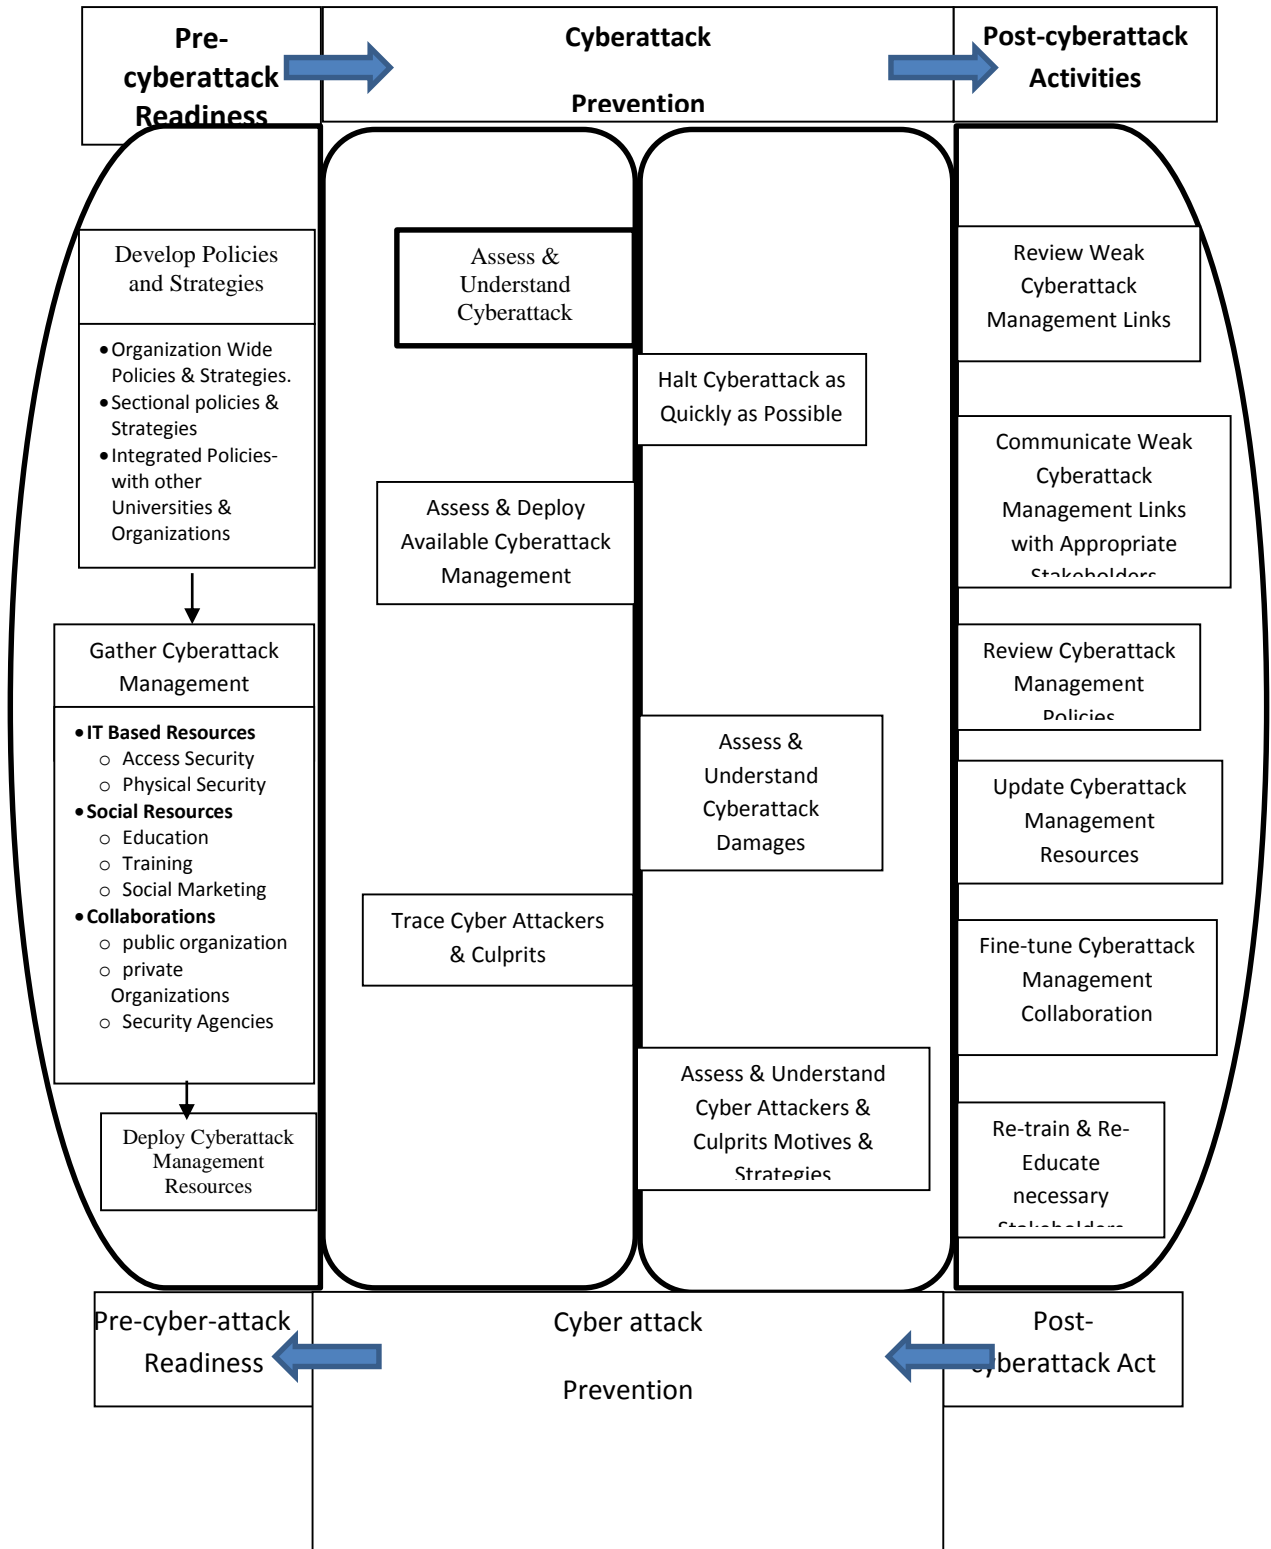 Pre-
cyberattack
Readiness
Cyberattack
Prevention
Post-cyberattack
Activities
Develop Policies
and Strategies
• Organization Wide
Policies & Strategies.
• Sectional policies &
Strategies
• Integrated Policies-
with other
Universities &
Organizations
Gather Cyberattack
Management
• IT Based Resources
o Access Security
o Physical Security
• Social Resources
o Education
o Training
o Social Marketing
• Collaborations
o public organization
o private
Organizations
o Security Agencies
Deploy Cyberattack
Management
Resources
Assess &
Understand
Cyberattack
Assess & Deploy
Available Cyberattack
Management
Trace Cyber Attackers
& Culprits
Halt Cyberattack as
Quickly as Possible
Assess &
Understand
Cyberattack
Damages
Assess & Understand
Cyber Attackers &
Culprits Motives &
Strategies
Review Weak
Cyberattack
Management Links
Communicate Weak
Cyberattack
Management Links
with Appropriate
Stakeholders
Review Cyberattack
Management
Policies
Update Cyberattack
Management
Resources
Fine-tune Cyberattack
Management
Collaboration
Re-train & Re-
Educate
necessary
Stakeholders
Pre-cyber-attack
Readiness
Cyber attack
Prevention
Post-
cyberattack Act